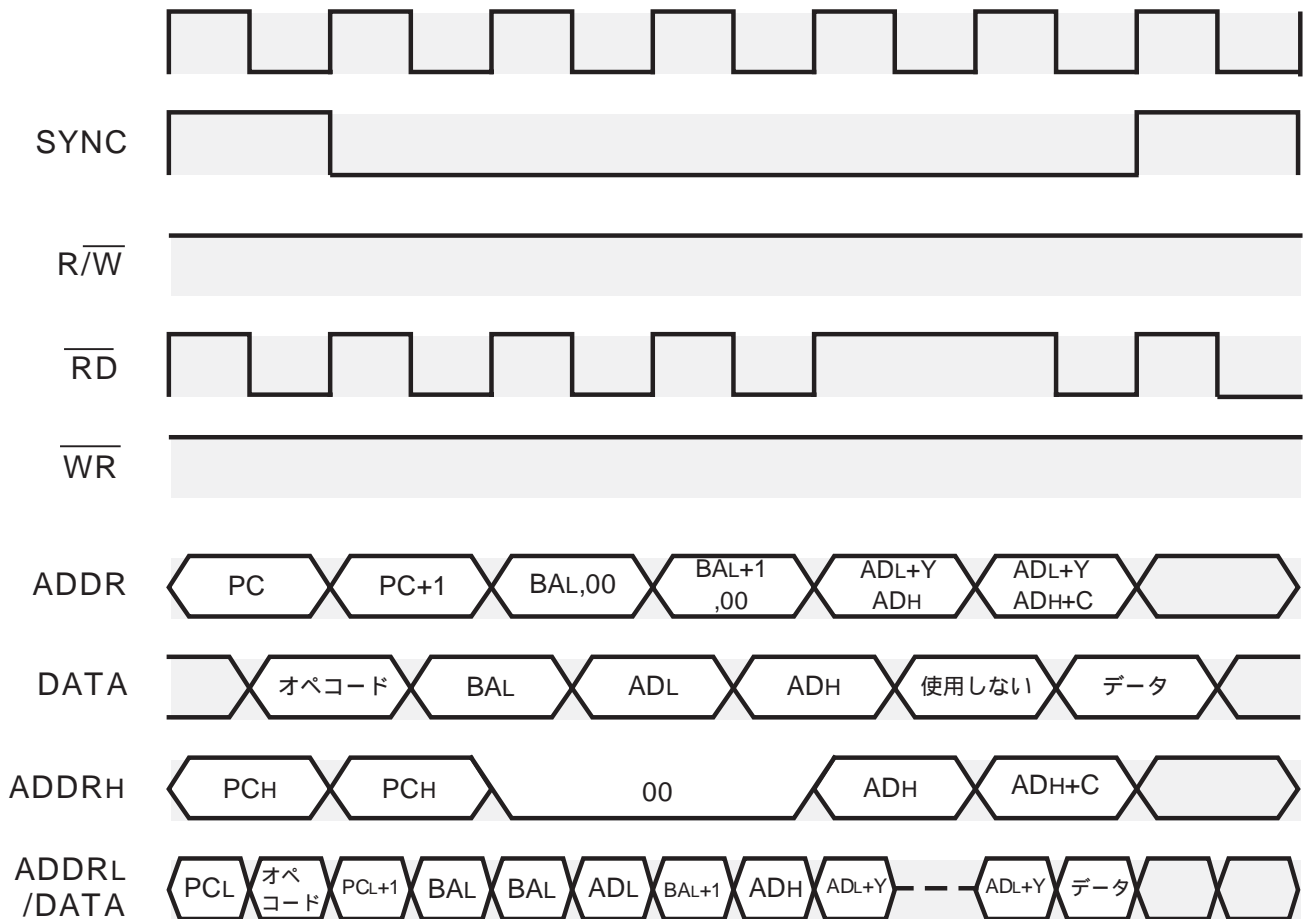 SYNC
R/W
RD
WR
ADDR
PC
PC+1
BAL,00
BAL+1
,00
ADL+Y
ADH
ADL+Y
ADH+C
DATA
オペコード
BAL
ADL
ADH
使用しない
データ
ADDRH
PCH
PCH
00
ADH
ADH+C
ADDRL
/DATA
PCL
オペ
コード
PCL+1
BAL
BAL
ADL
BAL+1
ADH
ADL+Y
ADL+Y
データ